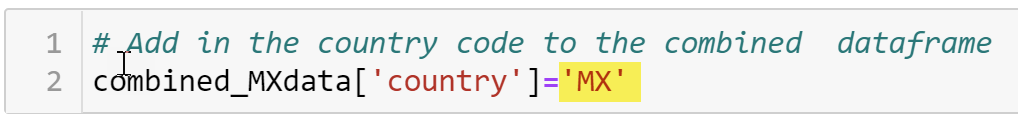 1 # Add in the country code to the combined  dataframe
2 combined_MXdata['country']='MX'